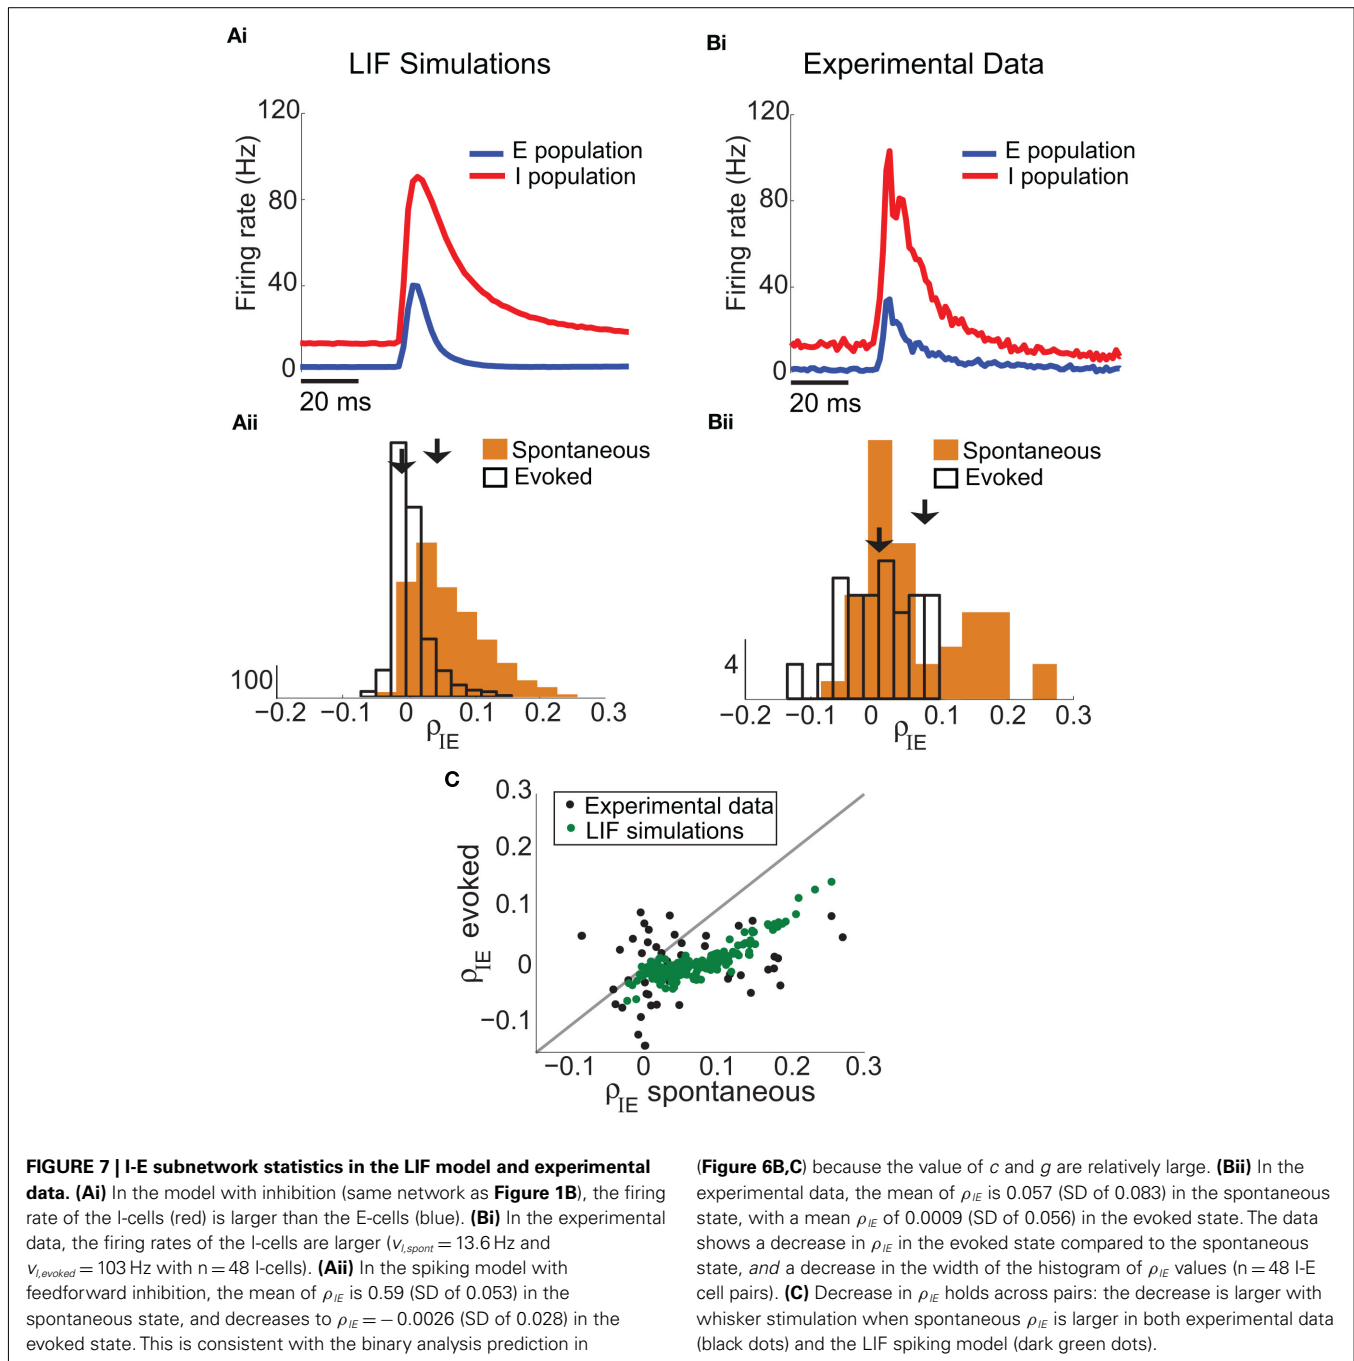 Ai
LIF Simulations
120
80
40
0
Firing rate (Hz)
E population
I population
20 ms
Bi
Experimental Data
120
80
40
0
Firing rate (Hz)
E population
I population
20 ms
Aii
Spontaneous
Evoked
100
−0.2 −0.1 0 0.1 0.2 0.3
ρIE
Bii
Spontaneous
Evoked
4
−0.2 −0.1 0 0.1 0.2 0.3
ρIE
C
0.3
0.2
0.1
0
−0.1
ρIE evoked
Experimental data
LIF simulations
−0.1 0 0.1 0.2 0.3
ρIE spontaneous
FIGURE 7 | I-E subnetwork statistics in the LIF model and experimental
data. (Ai) In the model with inhibition (same network as Figure 1B), the firing
rate of the I-cells (red) is larger than the E-cells (blue). (Bi) In the experimental
data, the firing rates of the I-cells are larger (νI,spont = 13.6 Hz and
νI,evoked = 103 Hz with n = 48 I-cells). (Aii) In the spiking model with
feedforward inhibition, the mean of ρIE is 0.59 (SD of 0.053) in the
spontaneous state, and decreases to ρIE = −0.0026 (SD of 0.028) in the
evoked state. This is consistent with the binary analysis prediction in
(Figure 6B,C) because the value of c and g are relatively large. (Bii) In the
experimental data, the mean of ρIE is 0.057 (SD of 0.083) in the spontaneous
state, with a mean ρIE of 0.0009 (SD of 0.056) in the evoked state. The data
shows a decrease in ρIE in the evoked state compared to the spontaneous
state, and a decrease in the width of the histogram of ρIE values (n = 48 I-E
cell pairs). (C) Decrease in ρIE holds across pairs: the decrease is larger with
whisker stimulation when spontaneous ρIE is larger in both experimental data
(black dots) and the LIF spiking model (dark green dots).